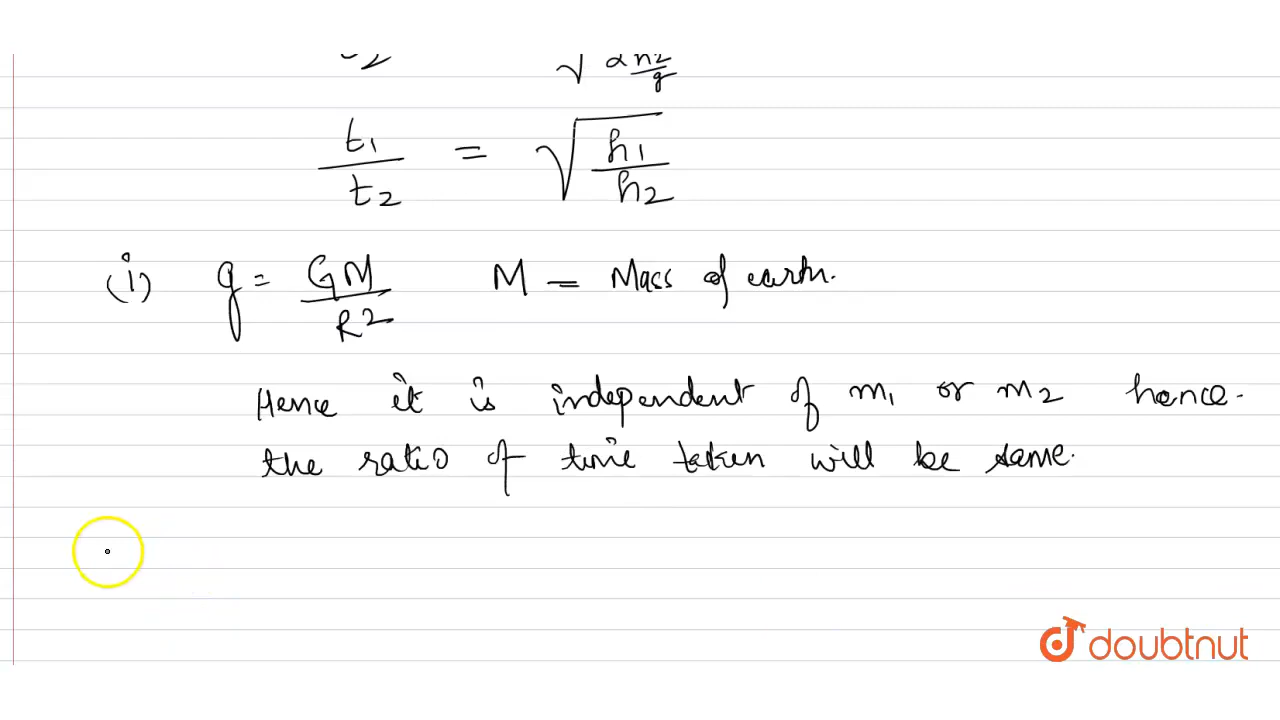 t1/t2 = √(h1/h2)
(i) g = GM/R² M = Mass of earth.
Hence it is independent of m1 or m2 hence.
the ratio of time taken will be same.
doubtnut